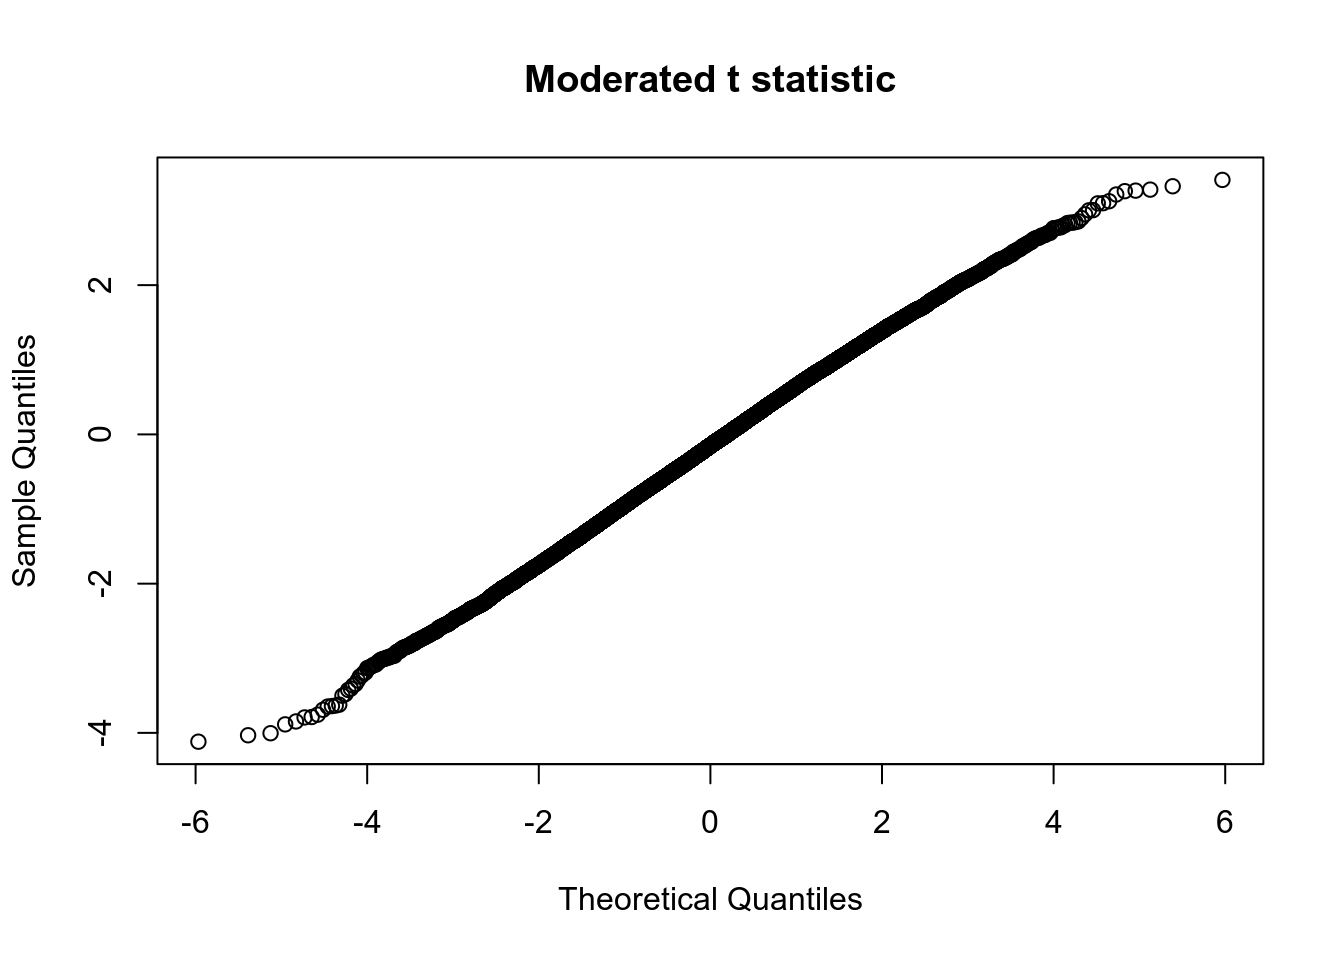 Moderated t statistic
Sample Quantiles
2
0
-2
-4
-6 -4 -2 0 2 4 6
Theoretical Quantiles